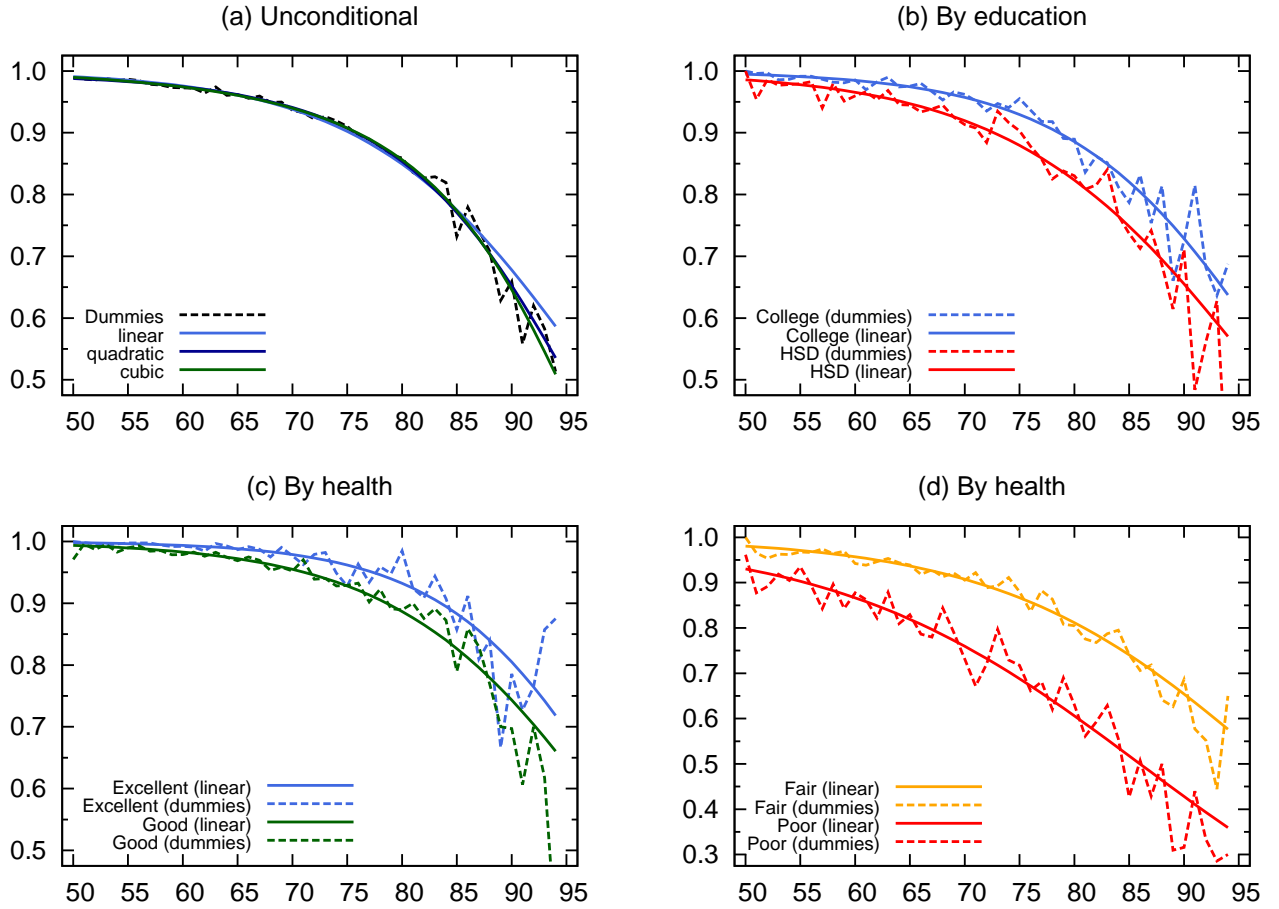 (a) Unconditional
1.0
0.9
0.8
0.7
0.6
0.5
Dummies
linear
quadratic
cubic
50 55 60 65 70 75 80 85 90 95
(b) By education
1.0
0.9
0.8
0.7
0.6
0.5
College (dummies)
College (linear)
HSD (dummies)
HSD (linear)
50 55 60 65 70 75 80 85 90 95
(c) By health
1.0
0.9
0.8
0.7
0.6
0.5
Excellent (linear)
Excellent (dummies)
Good (linear)
Good (dummies)
50 55 60 65 70 75 80 85 90 95
(d) By health
1.0
0.9
0.8
0.7
0.6
0.5
0.4
0.3
Fair (linear)
Fair (dummies)
Poor (linear)
Poor (dummies)
50 55 60 65 70 75 80 85 90 95